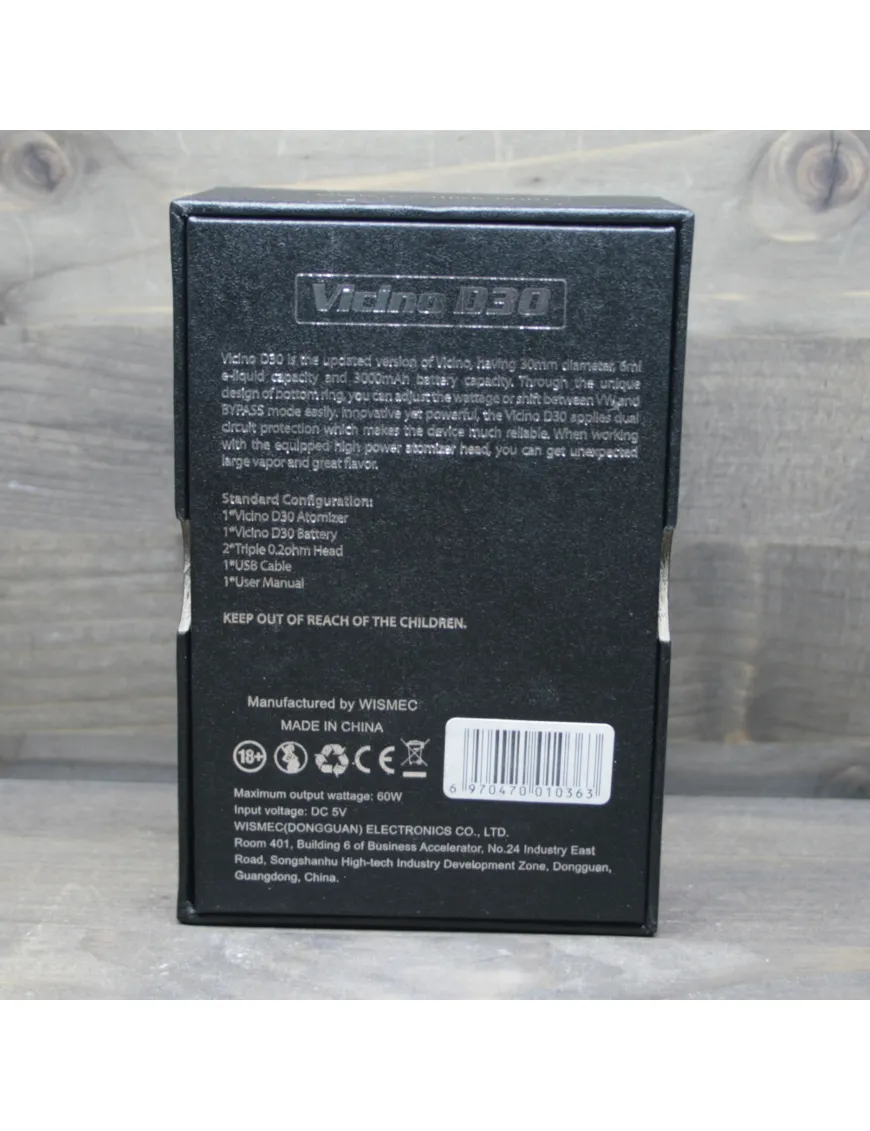 Vicino D30
Vicino D30 is the updated version of Vicino, having 30mm diameter, 6ml
e-liquid capacity and 3000mAh battery capacity. Through the unique
design of bottom ring, you can adjust the wattage or shift between VW and
BYPASS mode easily. Innovative yet powerful, the Vicino D30 applies dual
circuit protection which makes the device much reliable. When working
with the equipped high power atomizer head, you can get unexpected
large vapor and great flavor.
Standard Configuration:
1*Vicino D30 Atomizer
1*Vicino D30 Battery
2*Triple 0.2ohm Head
1*USB Cable
1*User Manual
KEEP OUT OF REACH OF THE CHILDREN.
Manufactured by WISMEC
MADE IN CHINA
18+
CE
6 970470 010363
Maximum output wattage: 60W
Input voltage: DC 5V
WISMEC(DONGGUAN) ELECTRONICS CO., LTD.
Room 401, Building 6 of Business Accelerator, No.24 Industry East
Road, Songshanhu High-tech Industry Development Zone, Dongguan,
Guangdong, China.